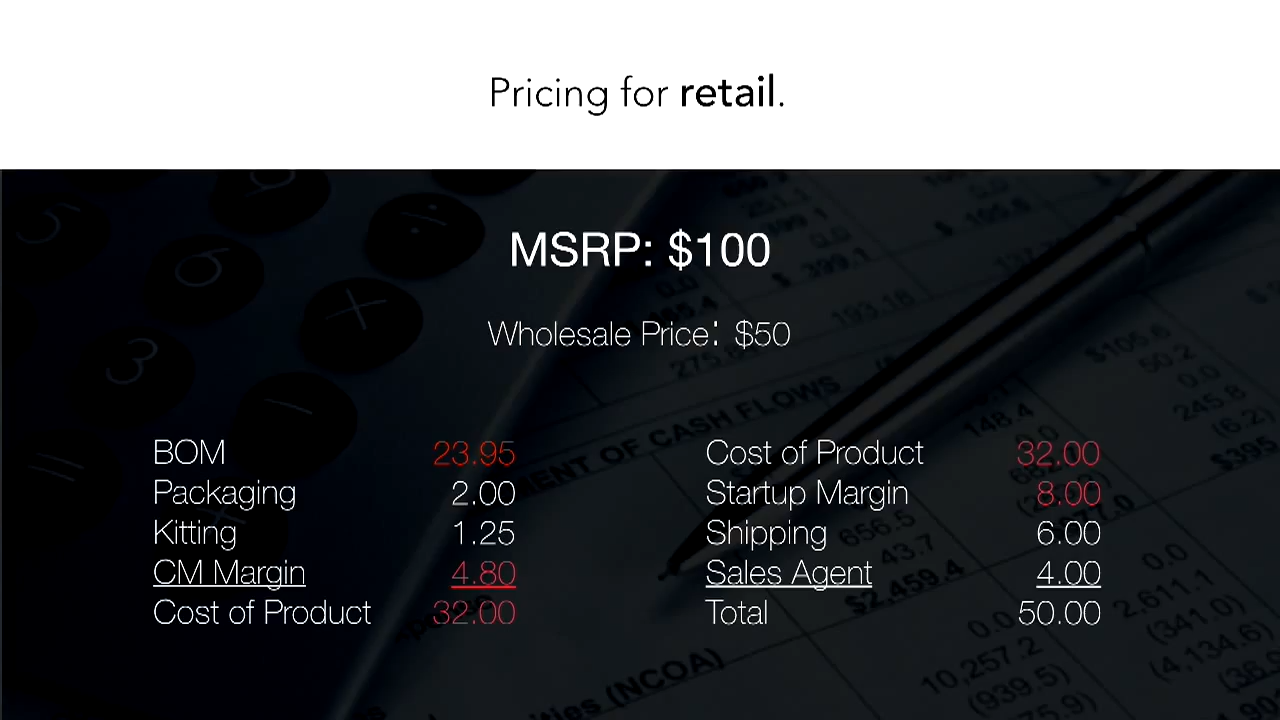 Pricing for retail.
MSRP: $100
Wholesale Price: $50
BOM 23.95
Packaging 2.00
Kitting 1.25
CM Margin 4.80
Cost of Product 32.00
Cost of Product 32.00
Startup Margin 8.00
Shipping 6.00
Sales Agent 4.00
Total 50.00